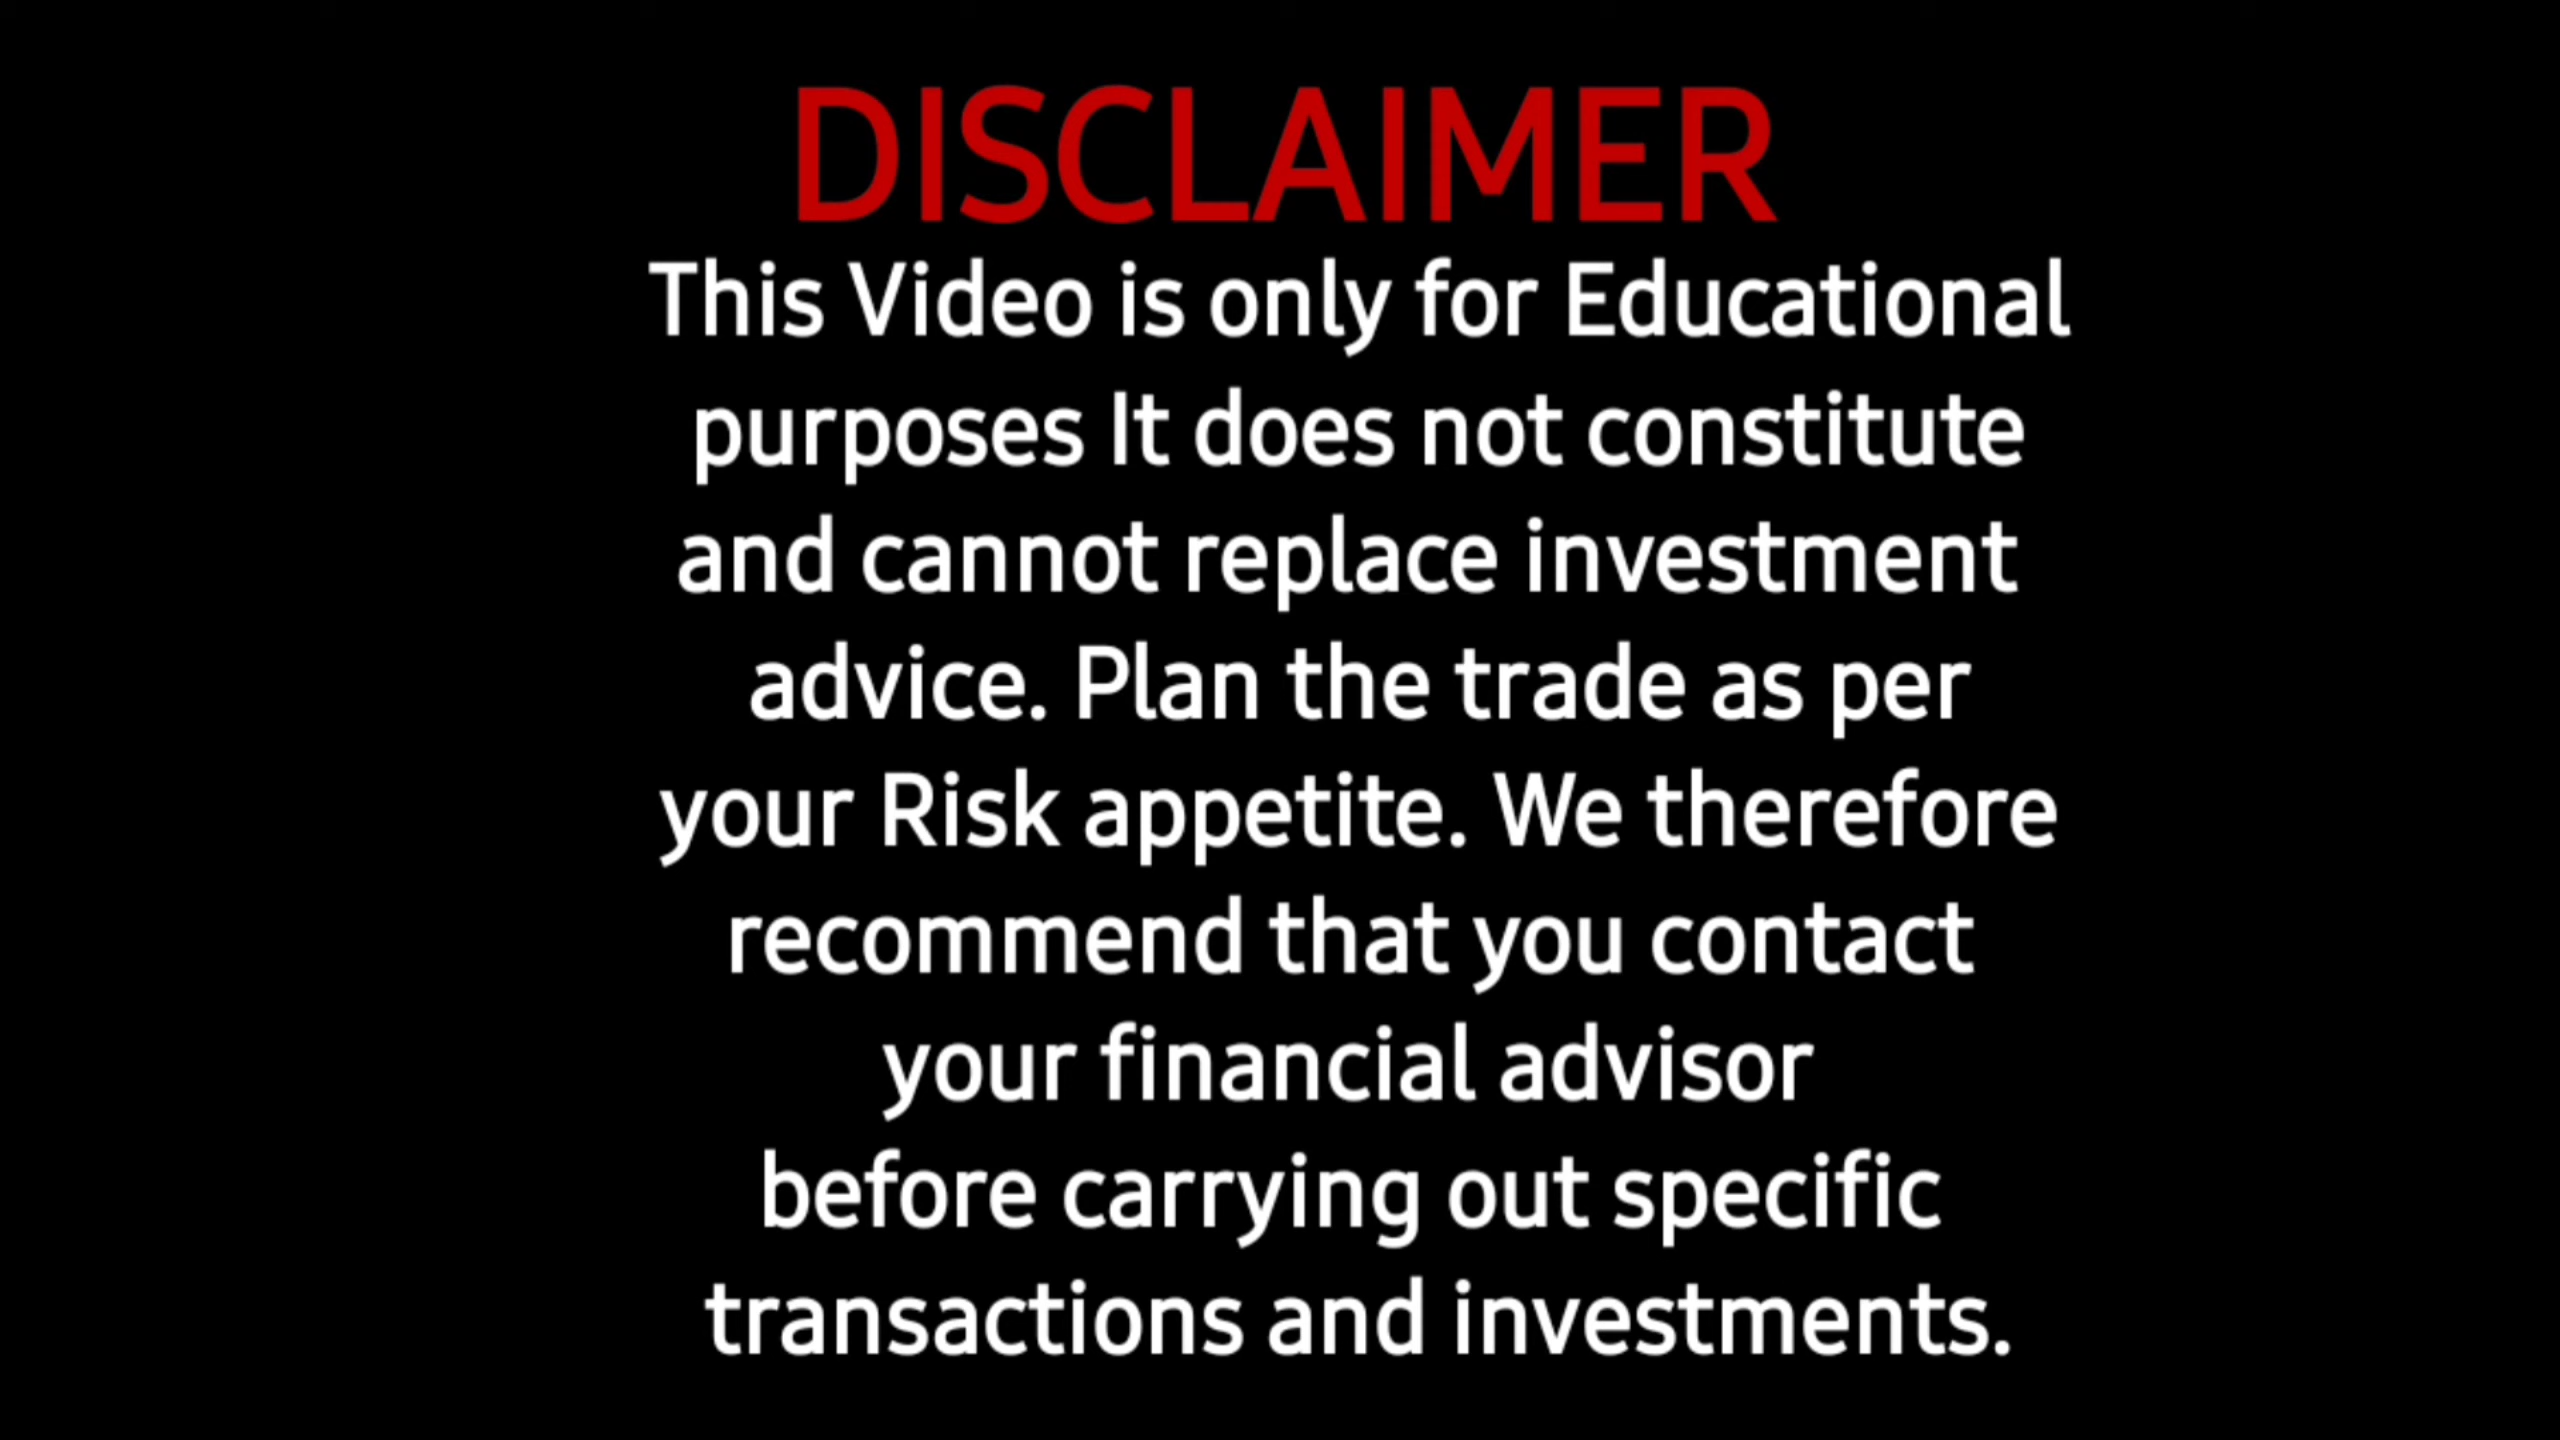 DISCLAIMER
This Video is only for Educational
purposes It does not constitute
and cannot replace investment
advice. Plan the trade as per
your Risk appetite. We therefore
recommend that you contact
your financial advisor
before carrying out specific
transactions and investments.